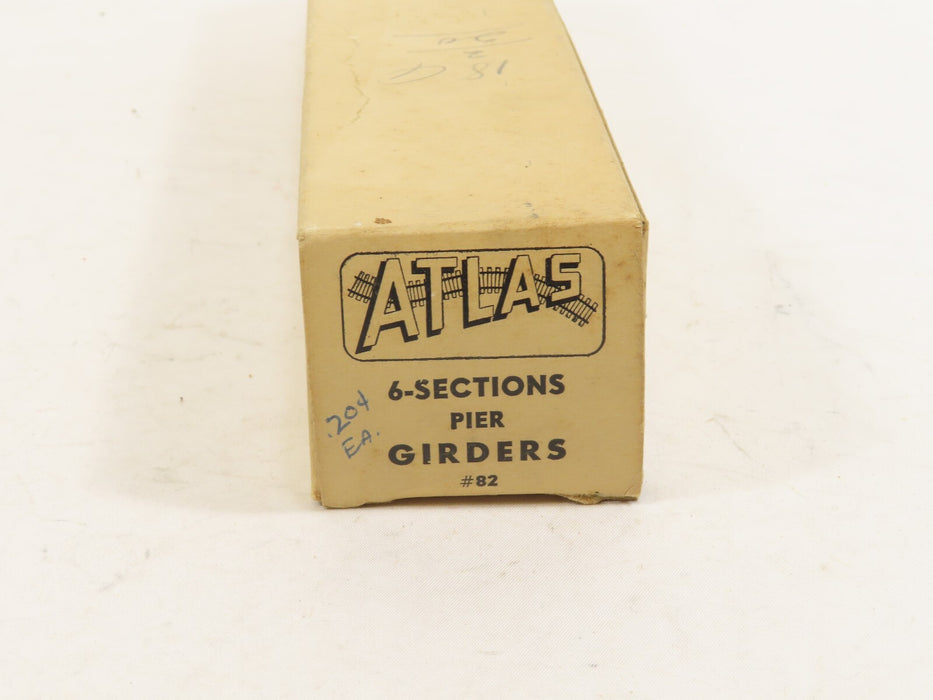 ATLAS
6-SECTIONS
PIER
GIRDERS
#82
.204
EA.